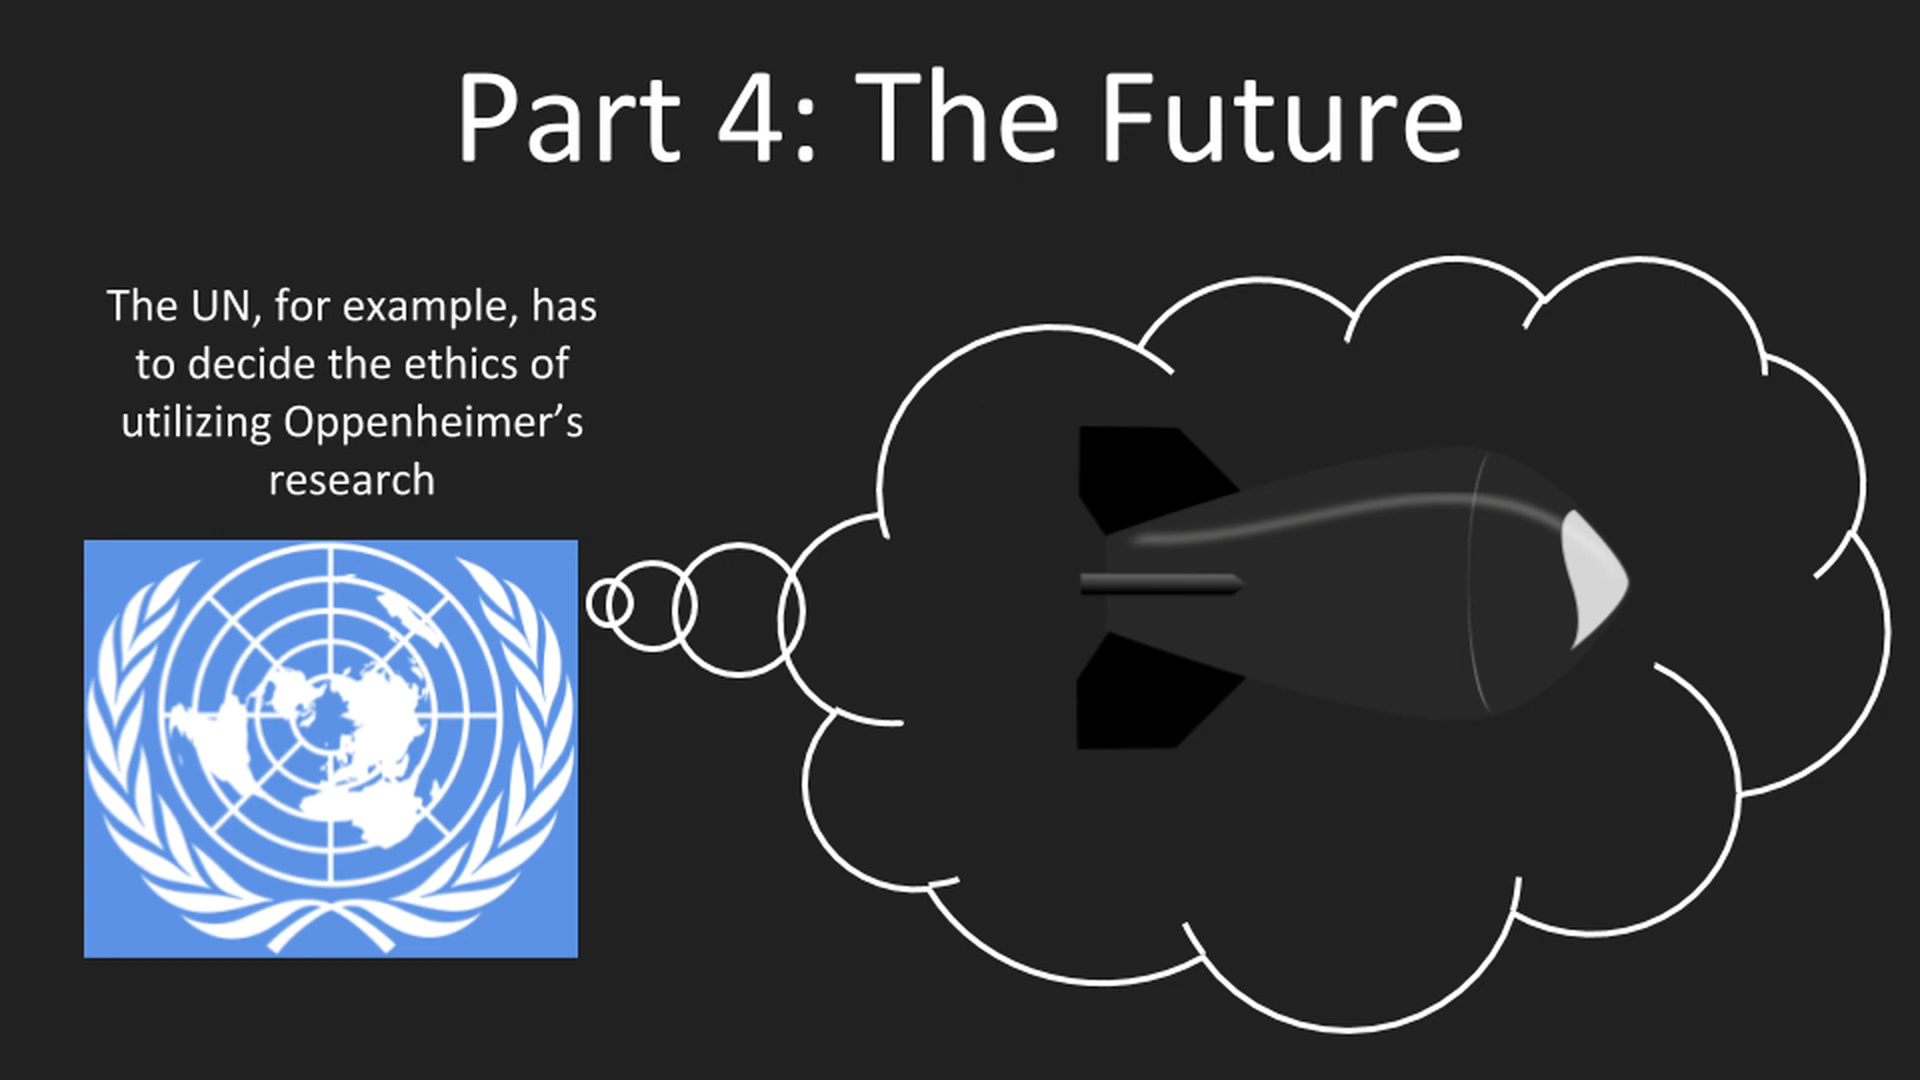 Part 4: The Future
The UN, for example, has
to decide the ethics of
utilizing Oppenheimer’s
research